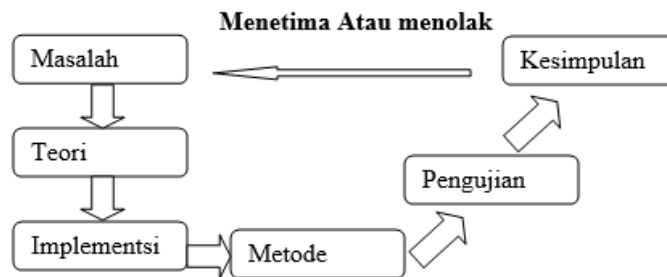 Menetima Atau menolak
Masalah
Kesimpulan
Teori
Pengujian
Implementsi
Metode